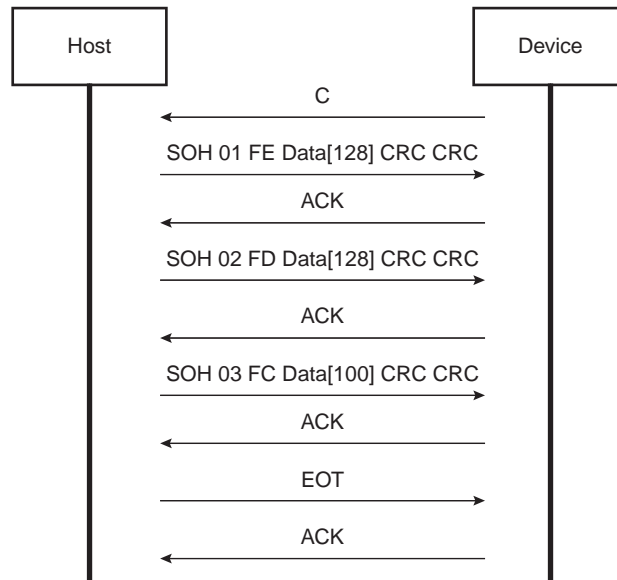 Host
Device
C
SOH 01 FE Data[128] CRC CRC
ACK
SOH 02 FD Data[128] CRC CRC
ACK
SOH 03 FC Data[100] CRC CRC
ACK
EOT
ACK